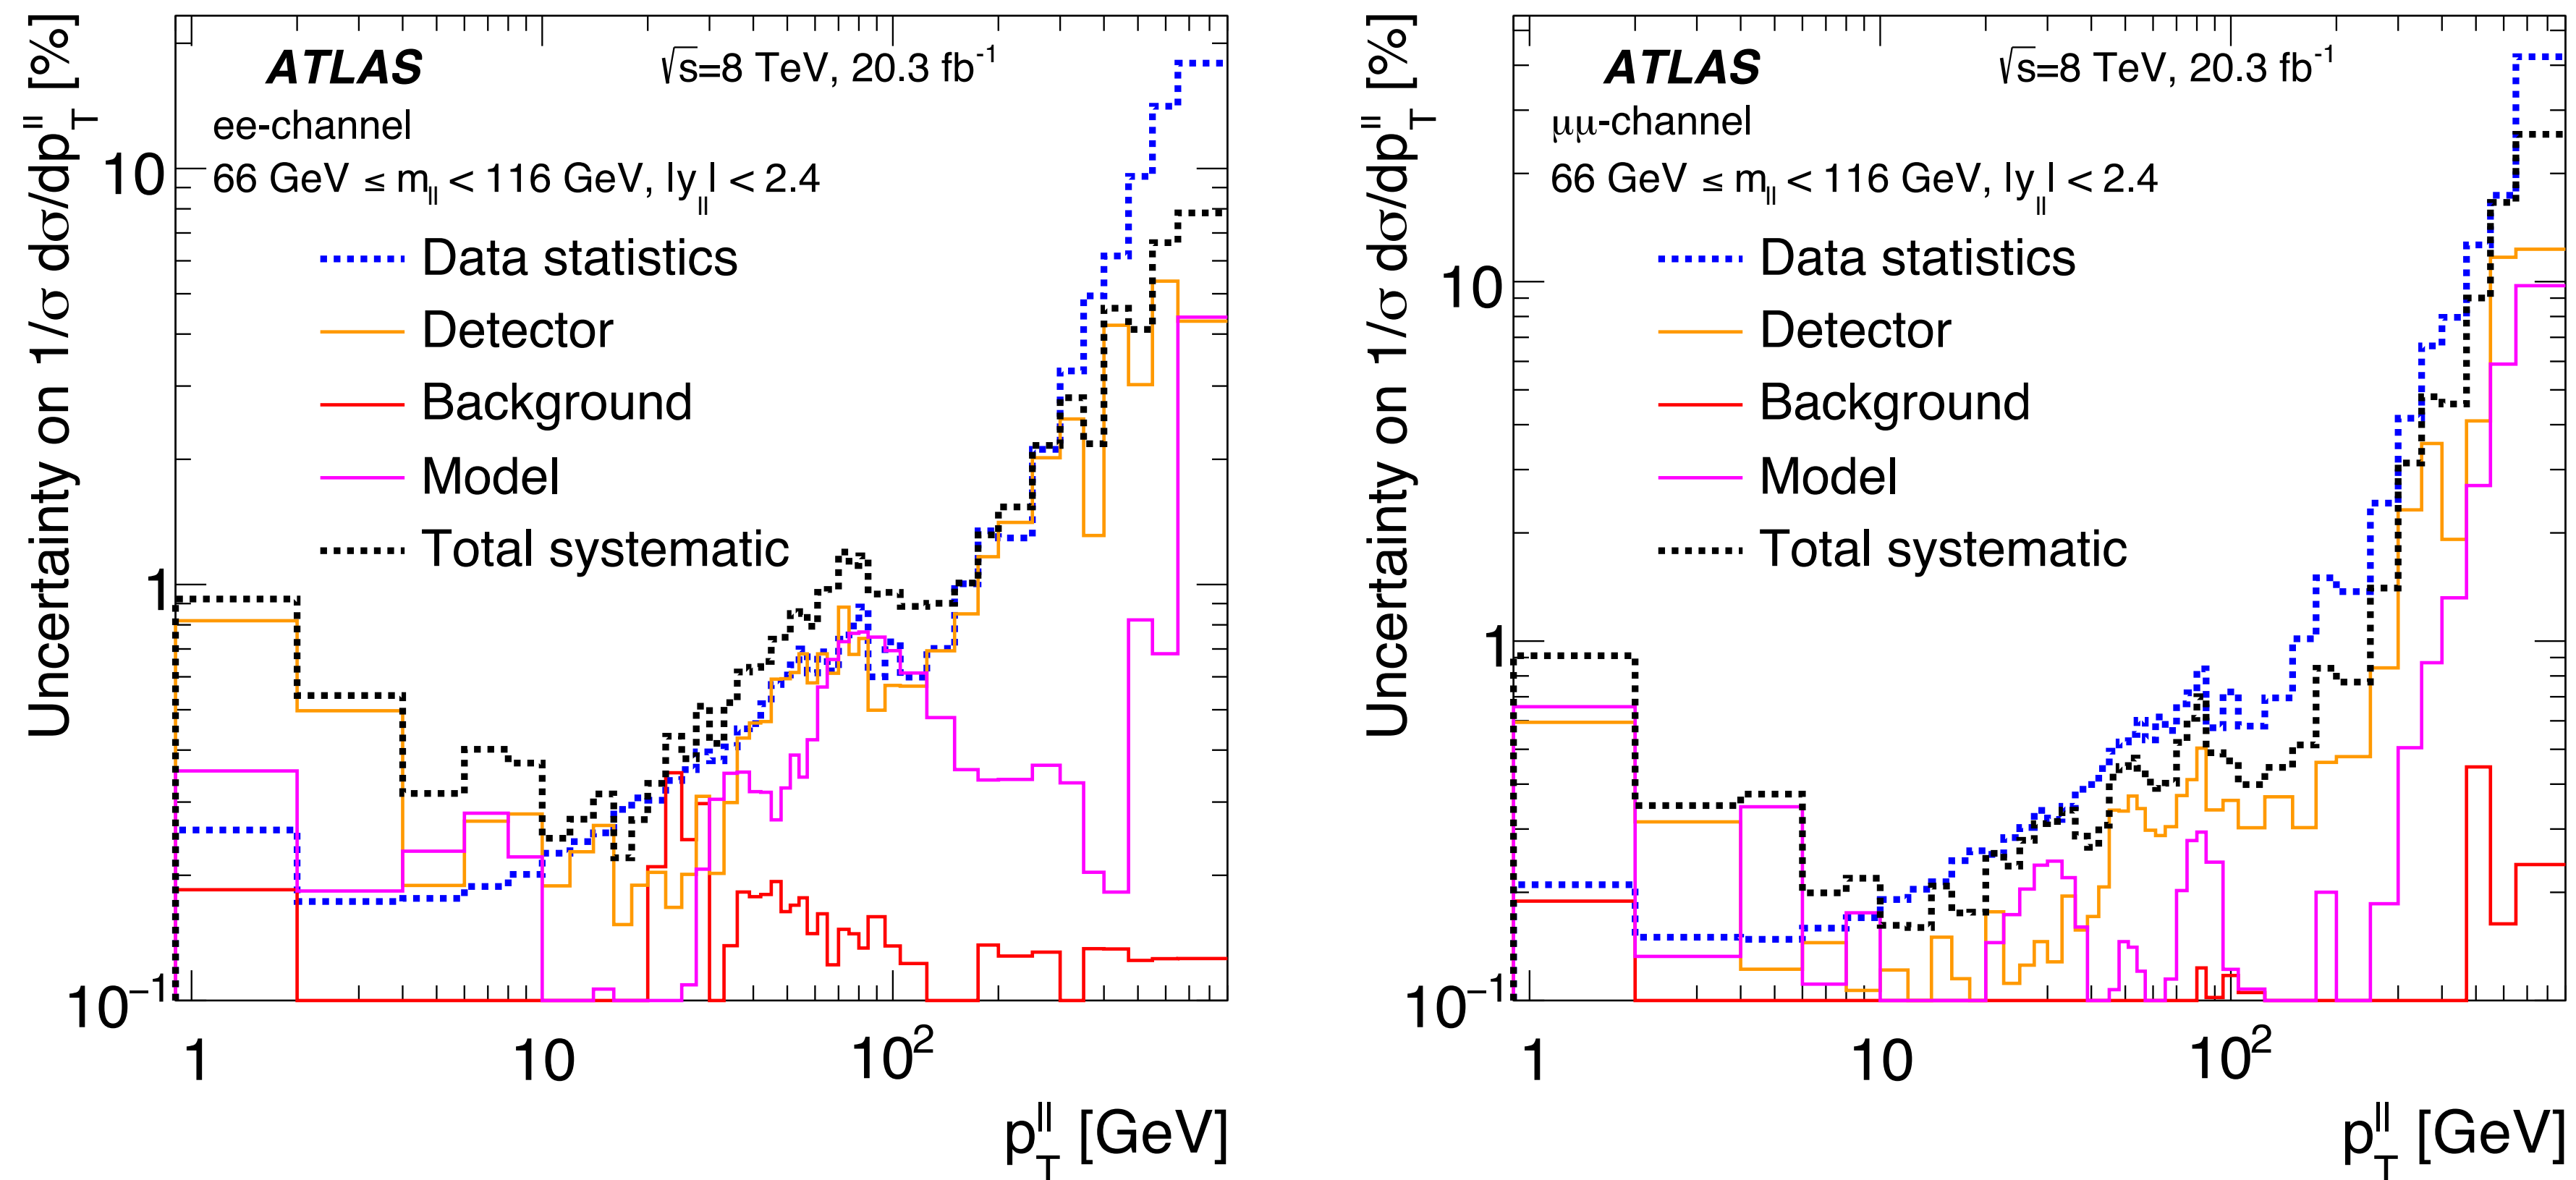 ATLAS
√s=8 TeV, 20.3 fb⁻¹
ee-channel
66 GeV ≤ m_ll < 116 GeV, |y_ll| < 2.4
Data statistics
Detector
Background
Model
Total systematic
Uncertainty on 1/σ dσ/dp_T^ll [%]
10
1
10⁻¹
1 10 10²
p_T^ll [GeV]
ATLAS
√s=8 TeV, 20.3 fb⁻¹
μμ-channel
66 GeV ≤ m_ll < 116 GeV, |y_ll| < 2.4
Data statistics
Detector
Background
Model
Total systematic
Uncertainty on 1/σ dσ/dp_T^ll [%]
10
1
10⁻¹
1 10 10²
p_T^ll [GeV]